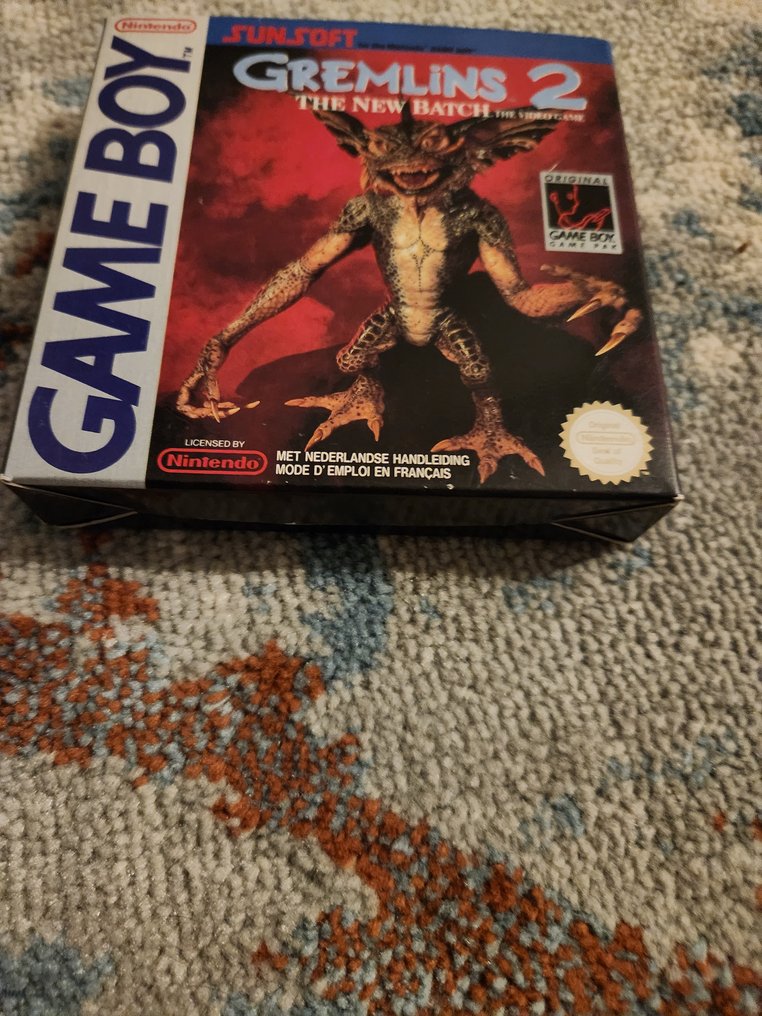 Nintendo
GAME BOY™
SUNSOFT
GREMLINS 2
THE NEW BATCH THE VIDEO GAME
ORIGINAL
GAME BOY
GAME PAK
LICENSED BY
Nintendo
MET NEDERLANDSE HANDLEIDING
MODE D'EMPLOI EN FRANÇAIS
Original
Nintendo
Seal of
Quality